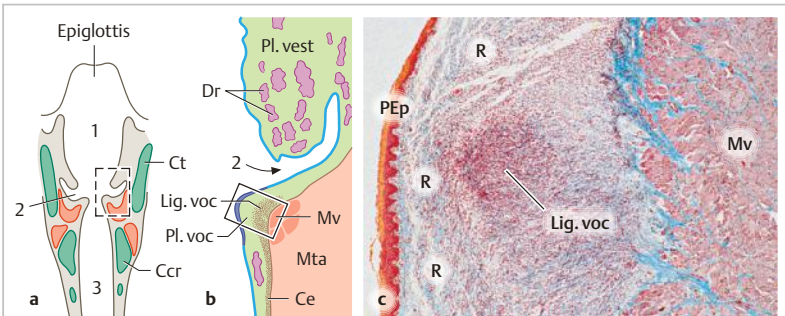 Epiglottis
1
Ct
2
Ccr
3
a
Pl. vest
Dr
2
Lig. voc
Mv
Pl. voc
Mta
Ce
b
c
R
PEp
Mv
R
Lig. voc
R